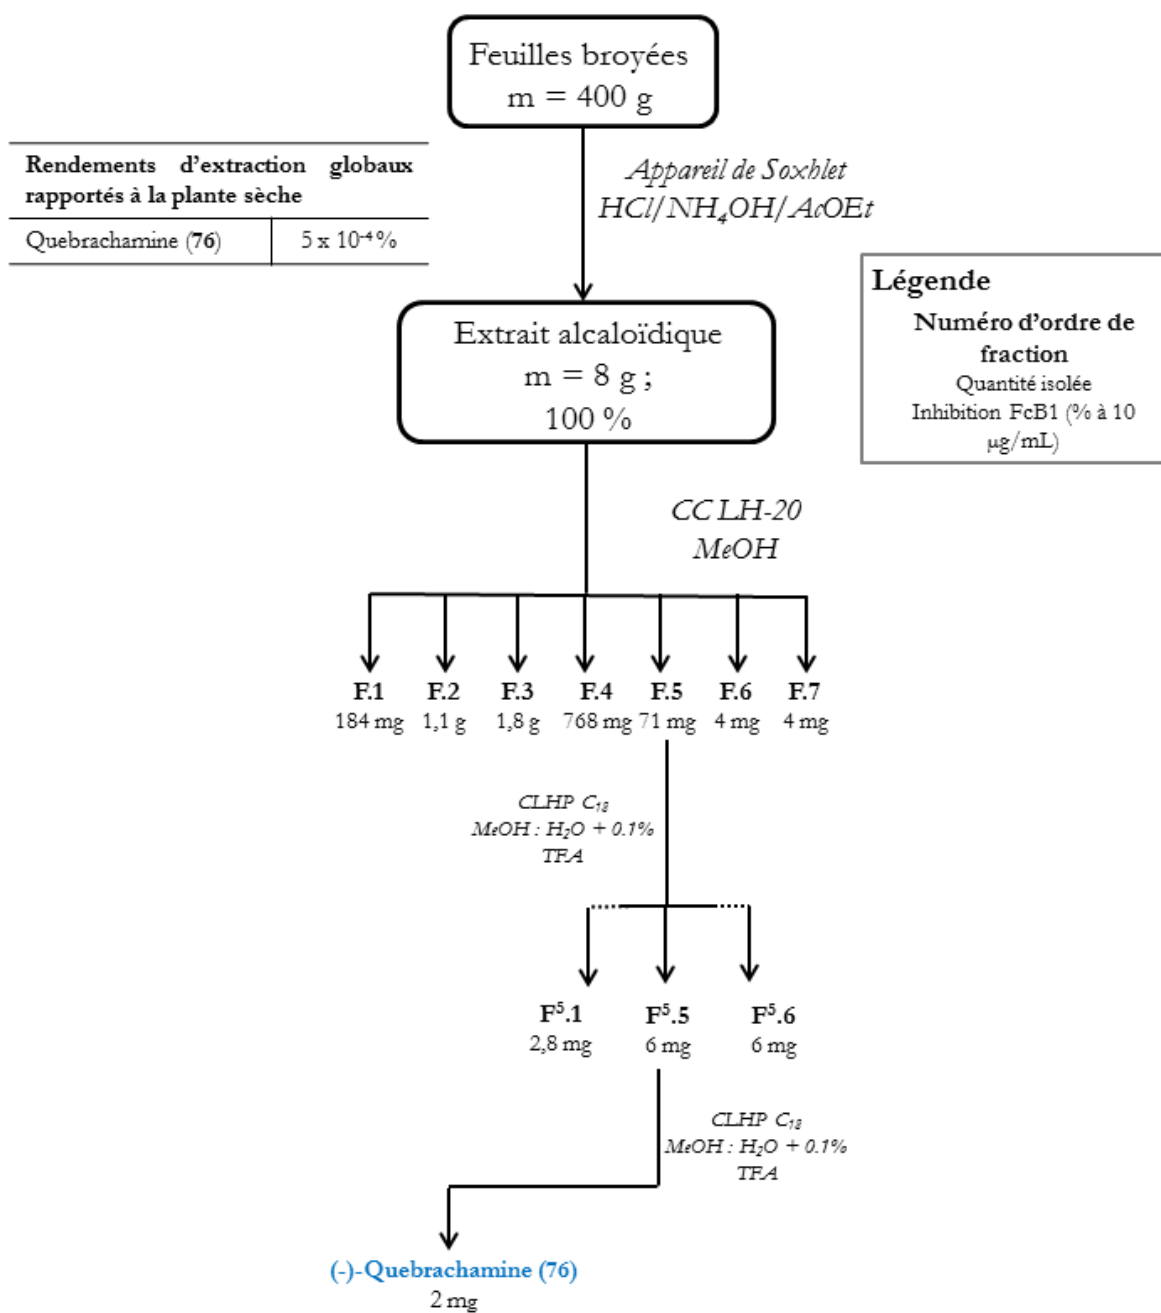 Feuilles broyées
m = 400 g
Rendements d'extraction globaux
rapportés à la plante sèche
Quebrachamine (76) 5 x 10⁻⁴ %
Appareil de Soxhlet
HCl/NH₄OH/AcOEt
Légende
Numéro d'ordre de
fraction
Quantité isolée
Inhibition FcB1 (% à 10
µg/mL)
Extrait alcaloïdique
m = 8 g ;
100 %
CC LH-20
MeOH
F.1 F.2 F.3 F.4 F.5 F.6 F.7
184 mg 1,1 g 1,8 g 768 mg 71 mg 4 mg 4 mg
CLHP C₁₈
MeOH : H₂O + 0.1%
TFA
F⁵.1 F⁵.5 F⁵.6
2,8 mg 6 mg 6 mg
CLHP C₁₈
MeOH : H₂O + 0.1%
TFA
(-)-Quebrachamine (76)
2 mg